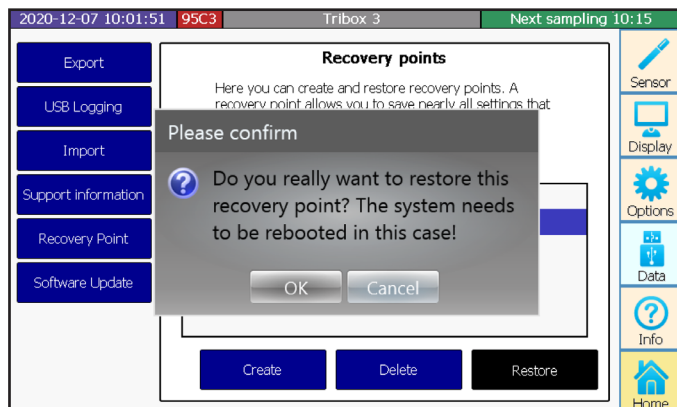 2020-12-07 10:01:51 95C3 Tribox 3 Next sampling 10:15
Export
USB Logging
Import
Support information
Recovery Point
Software Update
Recovery points
Here you can create and restore recovery points. A
recovery point allows you to save nearly all settings that
Please confirm
Do you really want to restore this
recovery point? The system needs
to be rebooted in this case!
OK Cancel
Create Delete Restore
Sensor
Display
Options
Data
Info
Home